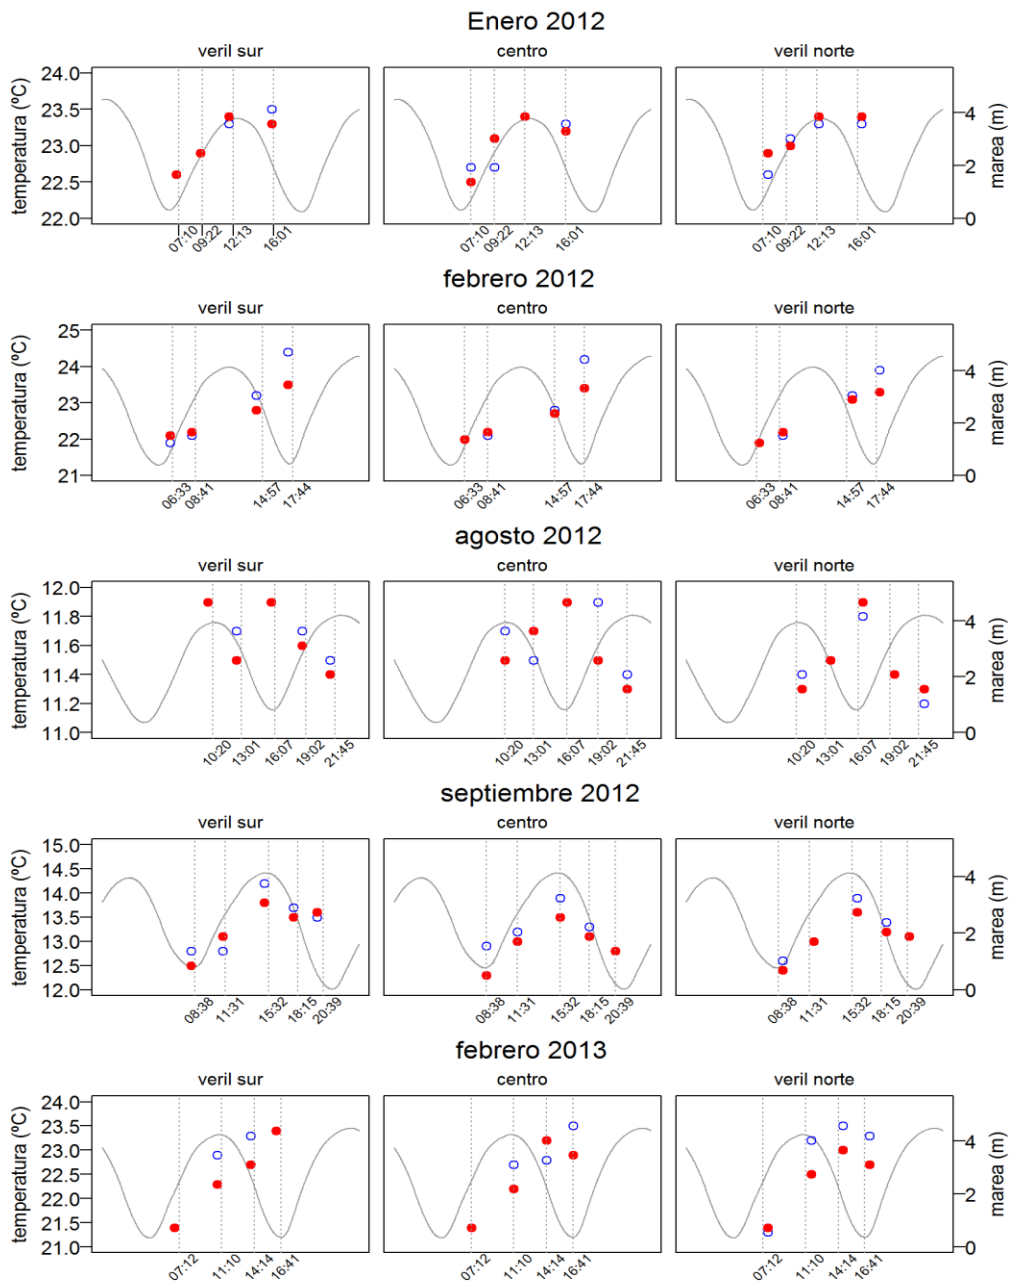 Enero 2012
veril sur centro veril norte
temperatura (ºC)
24.0
23.5
23.0
22.5
22.0
marea (m)
4
2
0
07:10 09:22 12:13 16:01 07:10 09:22 12:13 16:01 07:10 09:22 12:13 16:01
febrero 2012
veril sur centro veril norte
temperatura (ºC)
25
24
23
22
21
marea (m)
4
2
0
06:33 08:41 14:57 17:44 06:33 08:41 14:57 17:44 06:33 08:41 14:57 17:44
agosto 2012
veril sur centro veril norte
temperatura (ºC)
12.0
11.8
11.6
11.4
11.2
11.0
marea (m)
4
2
0
10:20 13:01 16:07 19:02 21:45 10:20 13:01 16:07 19:02 21:45 10:20 13:01 16:07 19:02 21:45
septiembre 2012
veril sur centro veril norte
temperatura (ºC)
15.0
14.5
14.0
13.5
13.0
12.5
12.0
marea (m)
4
2
0
08:38 11:31 15:32 18:15 20:39 08:38 11:31 15:32 18:15 20:39 08:38 11:31 15:32 18:15 20:39
febrero 2013
veril sur centro veril norte
temperatura (ºC)
24.0
23.5
23.0
22.5
22.0
21.5
21.0
marea (m)
4
2
0
07:12 11:10 14:14 16:41 07:12 11:10 14:14 16:41 07:12 11:10 14:14 16:41